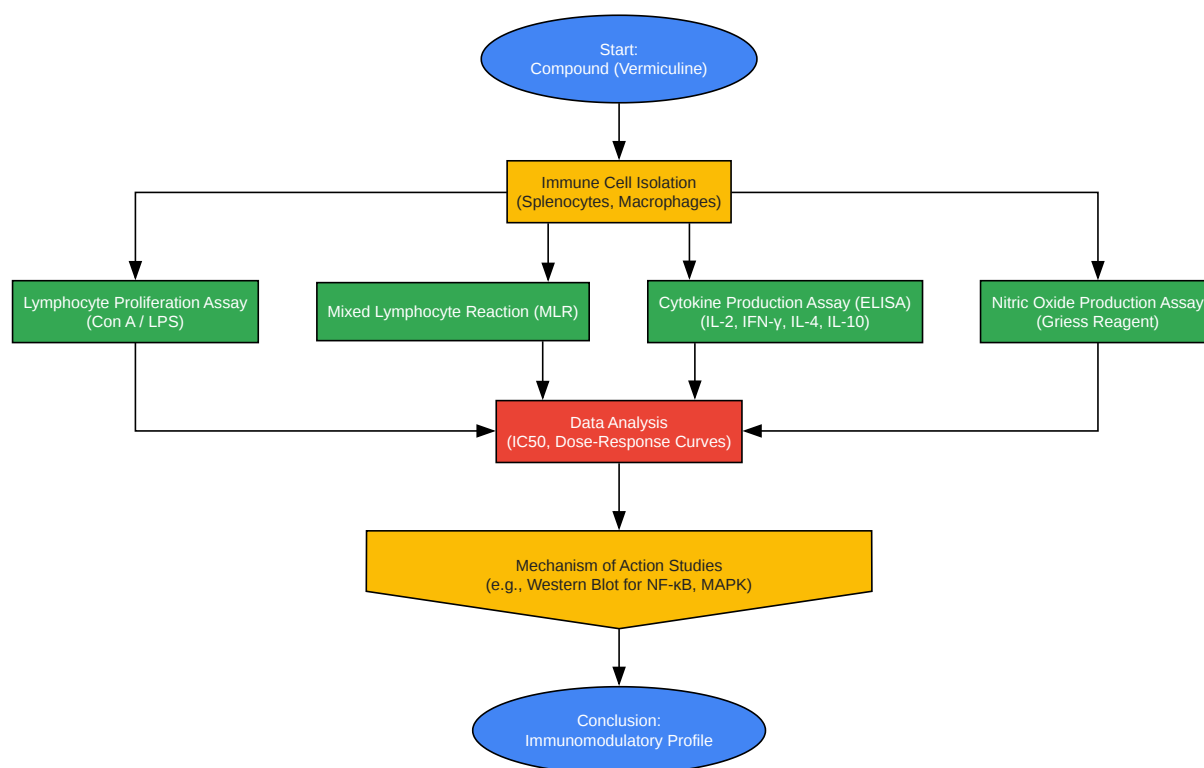 Start:
Compound (Vermiculine)
Immune Cell Isolation
(Splenocytes, Macrophages)
Lymphocyte Proliferation Assay
(Con A / LPS)
Mixed Lymphocyte Reaction (MLR)
Cytokine Production Assay (ELISA)
(IL-2, IFN-γ, IL-4, IL-10)
Nitric Oxide Production Assay
(Griess Reagent)
Data Analysis
(IC50, Dose-Response Curves)
Mechanism of Action Studies
(e.g., Western Blot for NF-κB, MAPK)
Conclusion:
Immunomodulatory Profile